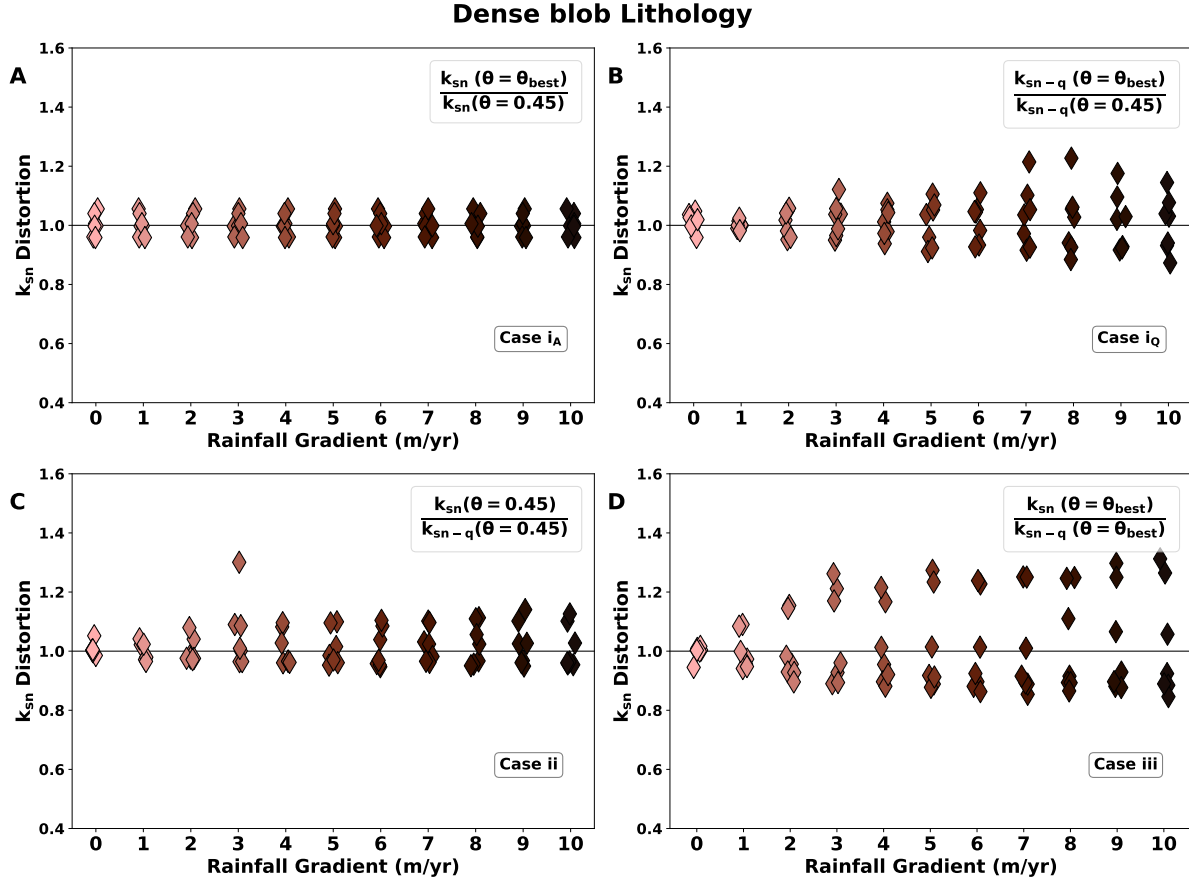 Dense blob Lithology
A
k_sn (θ = θ_best)
k_sn(θ = 0.45)
1.6
1.4
1.2
1.0
0.8
0.6
0.4
k_sn Distortion
Case i_A
0 1 2 3 4 5 6 7 8 9 10
Rainfall Gradient (m/yr)
B
k_sn−q (θ = θ_best)
k_sn−q(θ = 0.45)
1.6
1.4
1.2
1.0
0.8
0.6
0.4
k_sn Distortion
Case i_Q
0 1 2 3 4 5 6 7 8 9 10
Rainfall Gradient (m/yr)
C
k_sn(θ = 0.45)
k_sn−q(θ = 0.45)
1.6
1.4
1.2
1.0
0.8
0.6
0.4
k_sn Distortion
Case ii
0 1 2 3 4 5 6 7 8 9 10
Rainfall Gradient (m/yr)
D
k_sn (θ = θ_best)
k_sn−q (θ = θ_best)
1.6
1.4
1.2
1.0
0.8
0.6
0.4
k_sn Distortion
Case iii
0 1 2 3 4 5 6 7 8 9 10
Rainfall Gradient (m/yr)